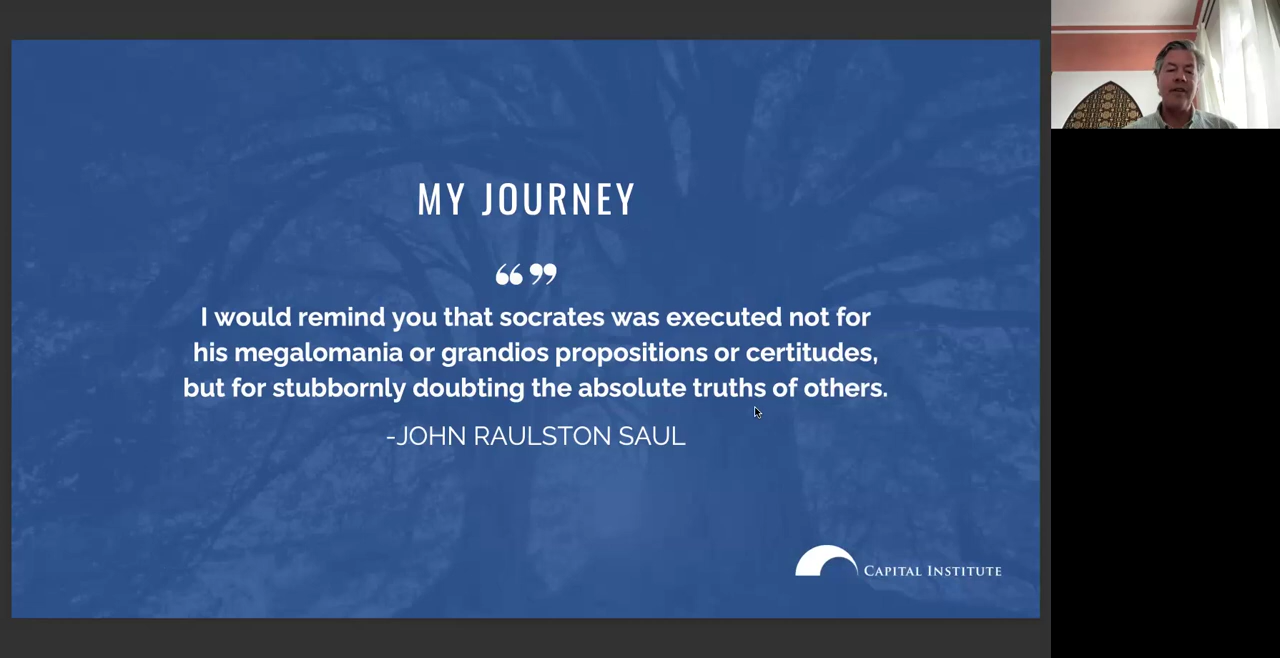 MY JOURNEY
❝❞
I would remind you that socrates was executed not for
his megalomania or grandios propositions or certitudes,
but for stubbornly doubting the absolute truths of others.
-JOHN RAULSTON SAUL
CAPITAL INSTITUTE